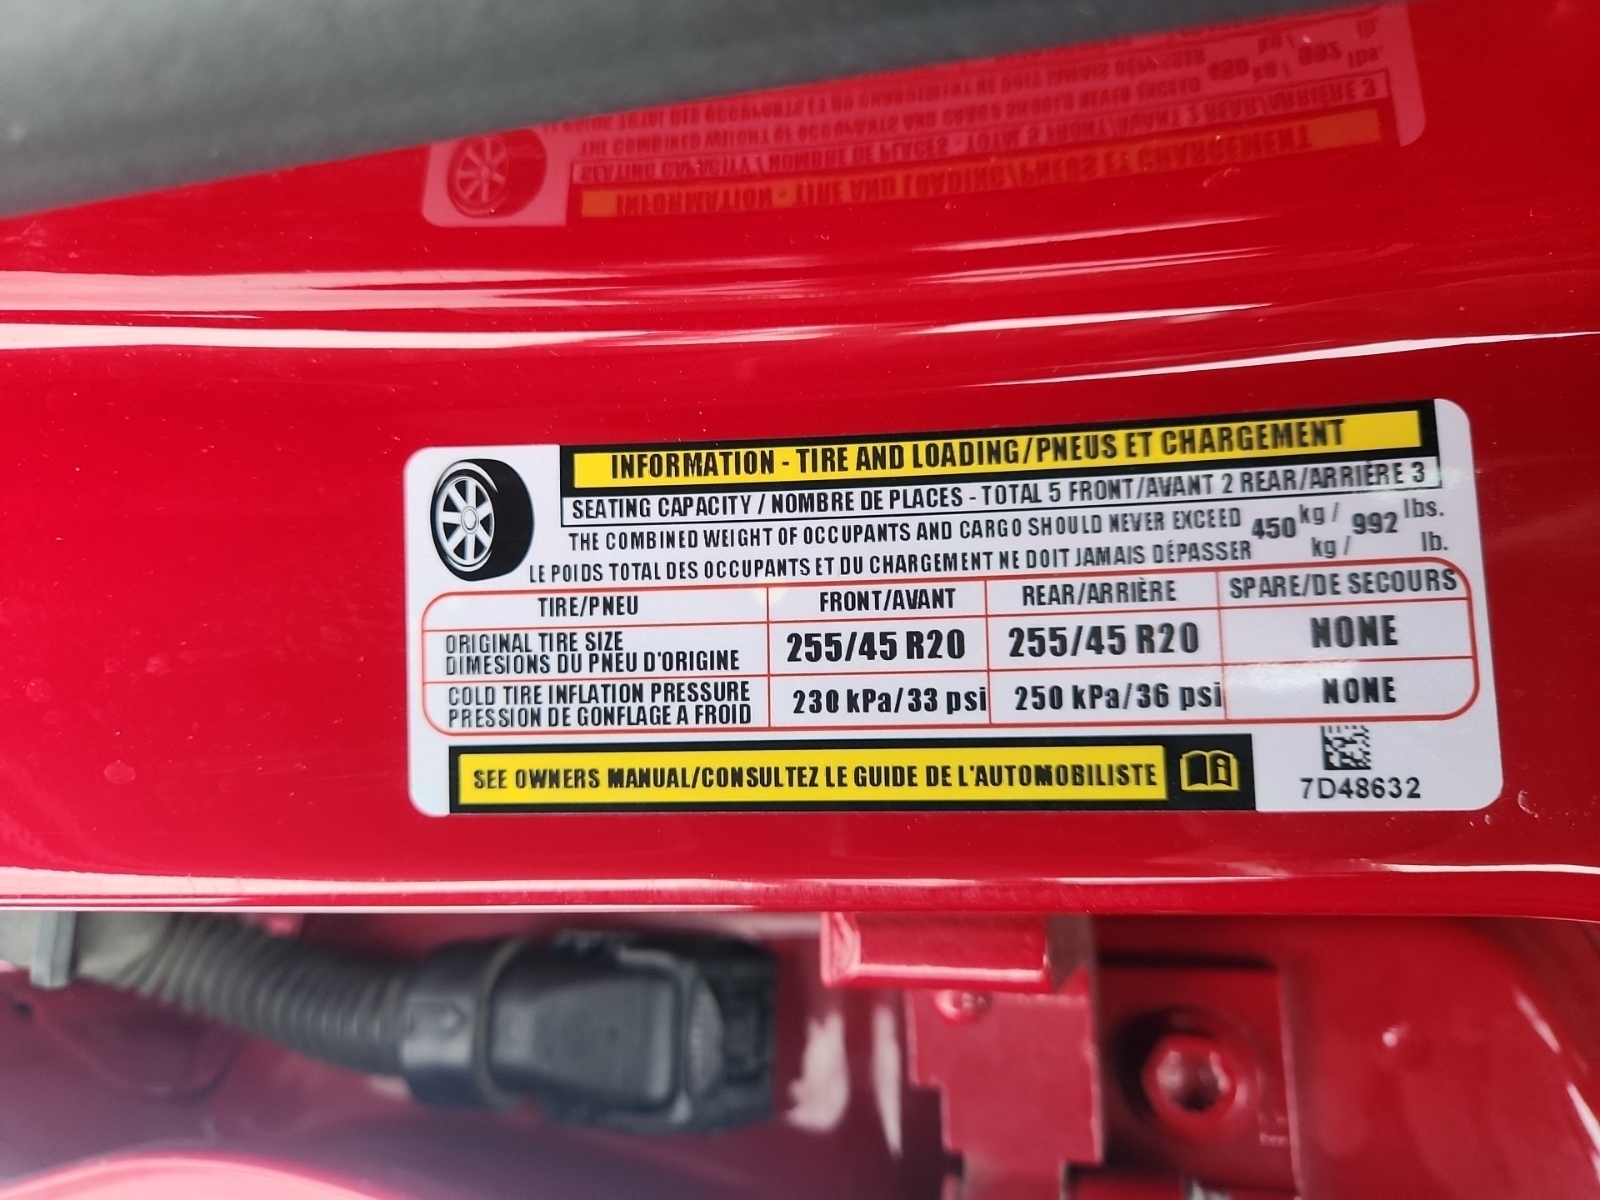 INFORMATION - TIRE AND LOADING/PNEUS ET CHARGEMENT
SEATING CAPACITY / NOMBRE DE PLACES - TOTAL 5 FRONT/AVANT 2 REAR/ARRIÈRE 3
THE COMBINED WEIGHT OF OCCUPANTS AND CARGO SHOULD NEVER EXCEED 450 kg / 992 lbs.
LE POIDS TOTAL DES OCCUPANTS ET DU CHARGEMENT NE DOIT JAMAIS DÉPASSER kg / lb.
TIRE/PNEU FRONT/AVANT REAR/ARRIÈRE SPARE/DE SECOURS
ORIGINAL TIRE SIZE 255/45 R20 255/45 R20 NONE
DIMESIONS DU PNEU D'ORIGINE
COLD TIRE INFLATION PRESSURE 230 kPa/33 psi 250 kPa/36 psi NONE
PRESSION DE GONFLAGE A FROID
SEE OWNERS MANUAL/CONSULTEZ LE GUIDE DE L'AUTOMOBILISTE
7D48632